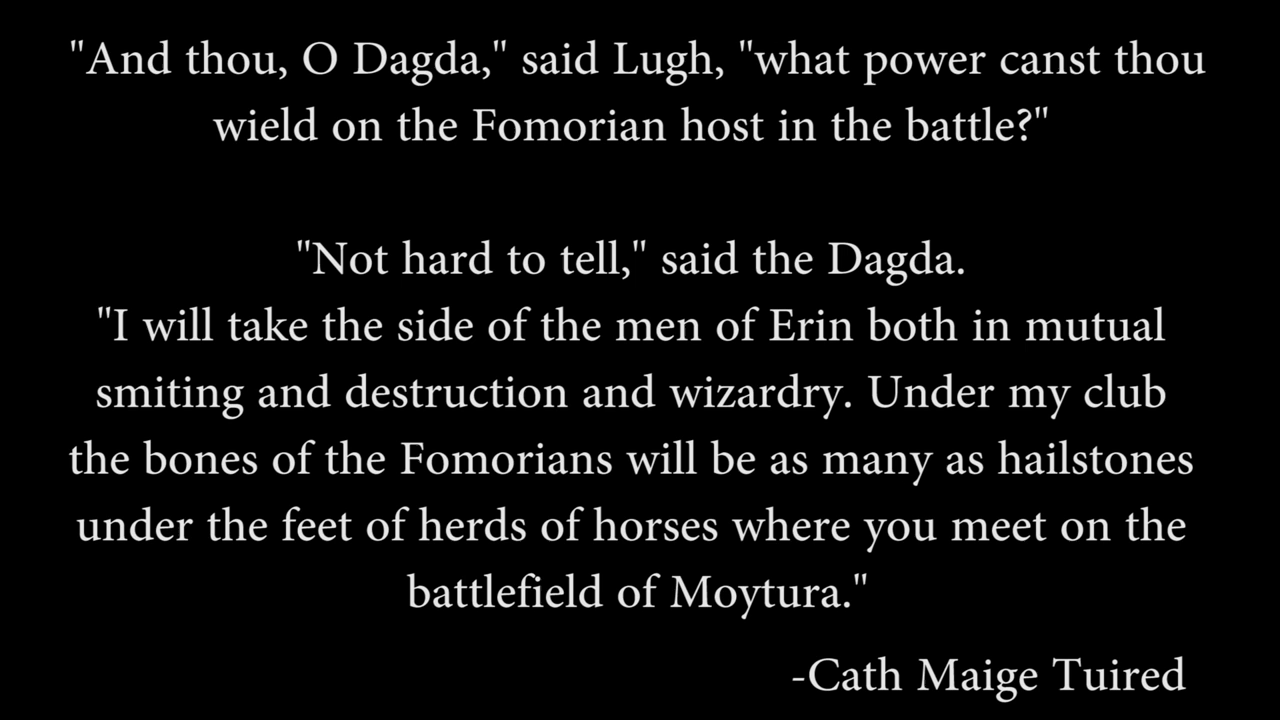 "And thou, O Dagda," said Lugh, "what power canst thou
wield on the Fomorian host in the battle?"
"Not hard to tell," said the Dagda.
"I will take the side of the men of Erin both in mutual
smiting and destruction and wizardry. Under my club
the bones of the Fomorians will be as many as hailstones
under the feet of herds of horses where you meet on the
battlefield of Moytura."
-Cath Maige Tuired